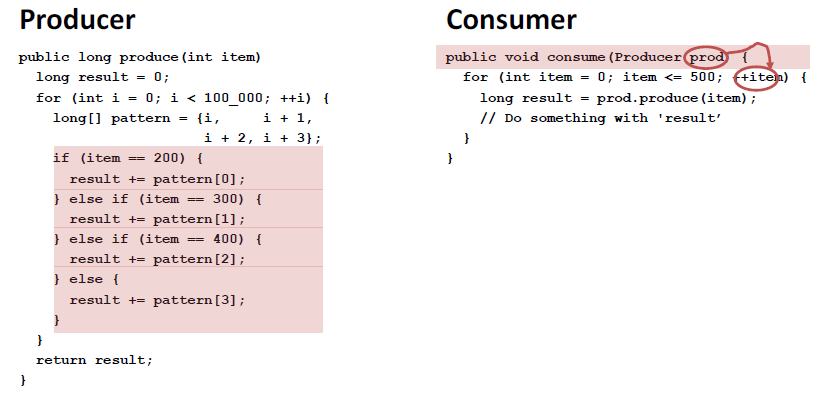 Producer
public long produce(int item)
long result = 0;
for (int i = 0; i < 100_000; ++i) {
long[] pattern = {i, i + 1,
i + 2, i + 3};
if (item == 200) {
result += pattern[0];
} else if (item == 300) {
result += pattern[1];
} else if (item == 400) {
result += pattern[2];
} else {
result += pattern[3];
}
}
return result;
}
Consumer
public void consume(Producer prod) {
for (int item = 0; item <= 500; ++item) {
long result = prod.produce(item);
// Do something with 'result’
}
}